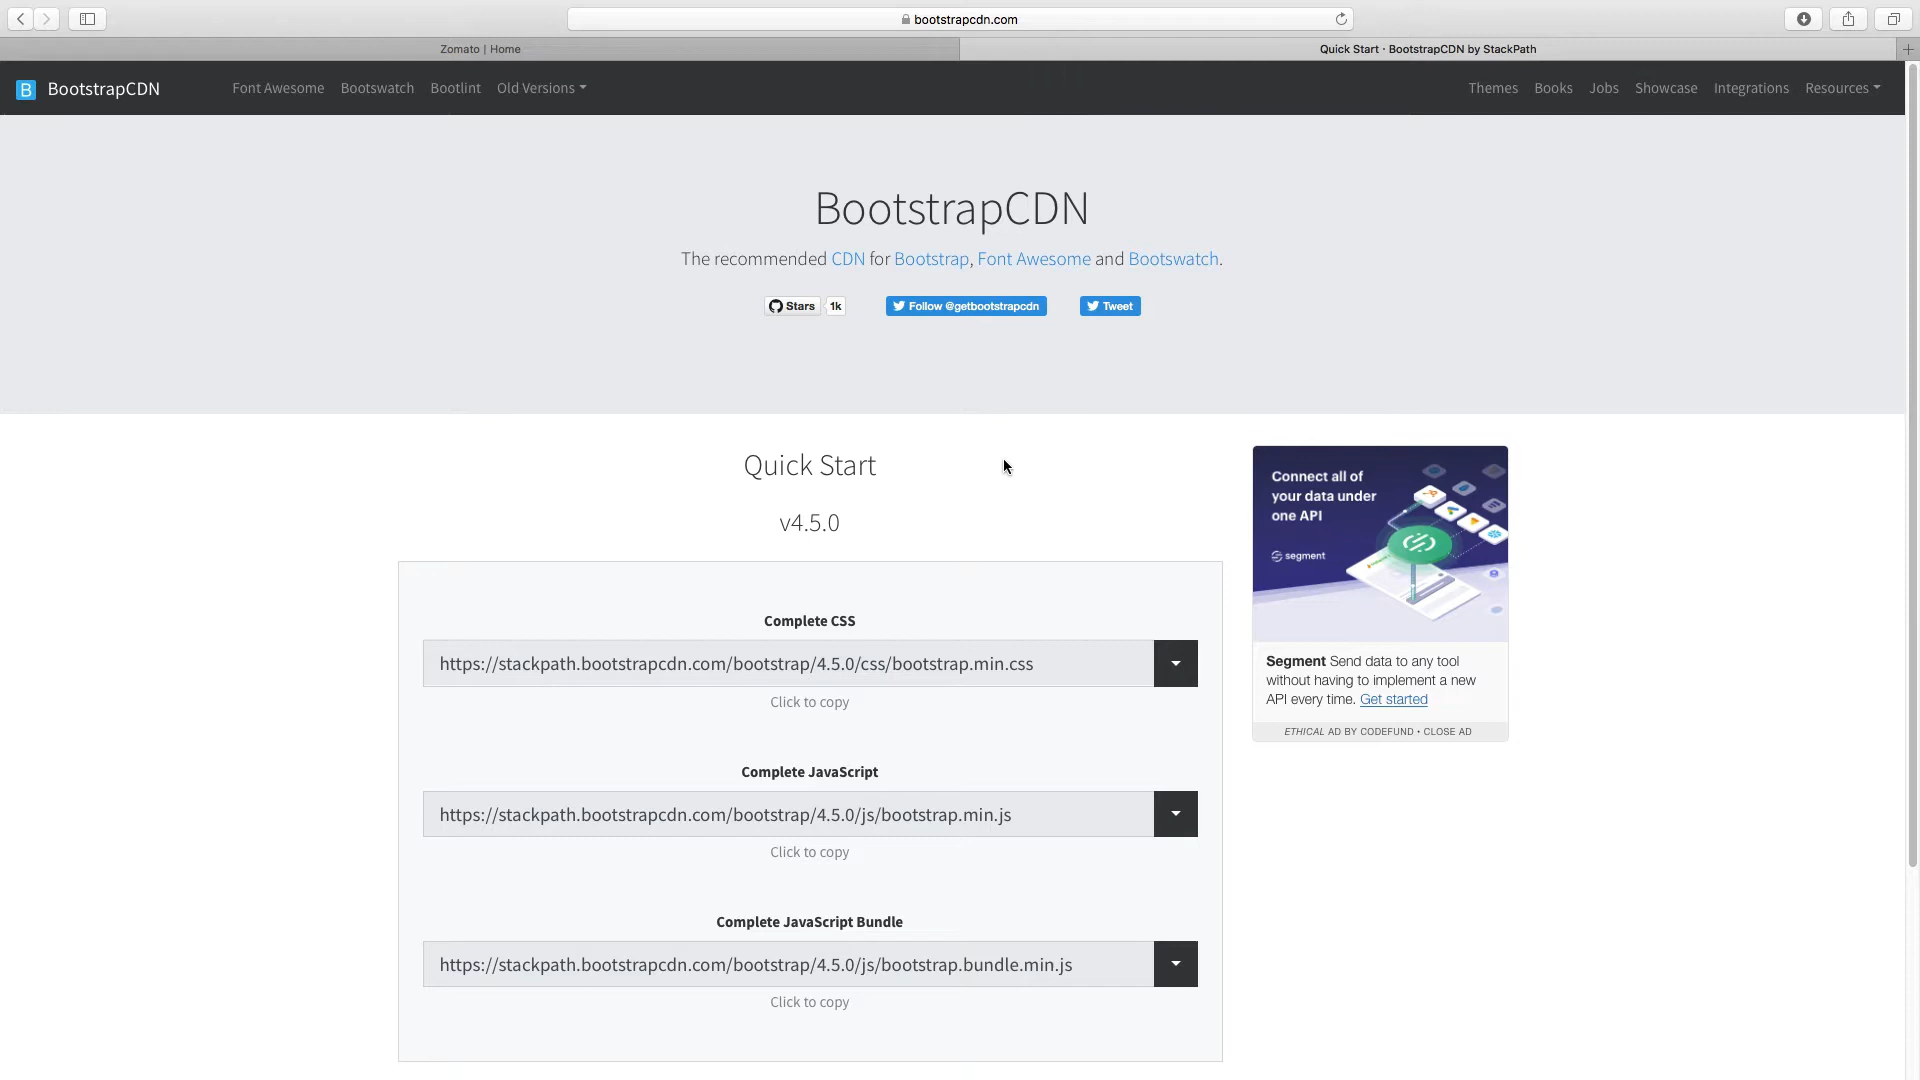 bootstrapcdn.com
Zomato | Home
Quick Start · BootstrapCDN by StackPath
B BootstrapCDN
Font Awesome Bootswatch Bootlint Old Versions
Themes Books Jobs Showcase Integrations Resources
BootstrapCDN
The recommended CDN for Bootstrap, Font Awesome and Bootswatch.
Stars 1k
Follow @getbootstrapcdn
Tweet
Quick Start
v4.5.0
Complete CSS
https://stackpath.bootstrapcdn.com/bootstrap/4.5.0/css/bootstrap.min.css
Click to copy
Complete JavaScript
https://stackpath.bootstrapcdn.com/bootstrap/4.5.0/js/bootstrap.min.js
Click to copy
Complete JavaScript Bundle
https://stackpath.bootstrapcdn.com/bootstrap/4.5.0/js/bootstrap.bundle.min.js
Click to copy
Connect all of
your data under
one API
segment
Segment Send data to any tool
without having to implement a new
API every time. Get started
ETHICAL AD BY CODEFUND • CLOSE AD